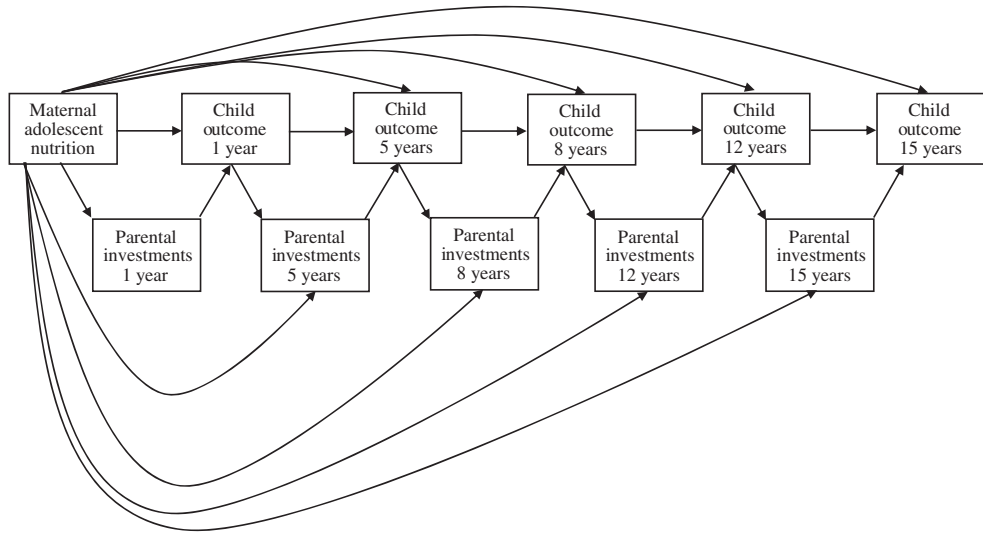 Maternal
adolescent
nutrition
Child
outcome
1 year
Child
outcome
5 years
Child
outcome
8 years
Child
outcome
12 years
Child
outcome
15 years
Parental
investments
1 year
Parental
investments
5 years
Parental
investments
8 years
Parental
investments
12 years
Parental
investments
15 years